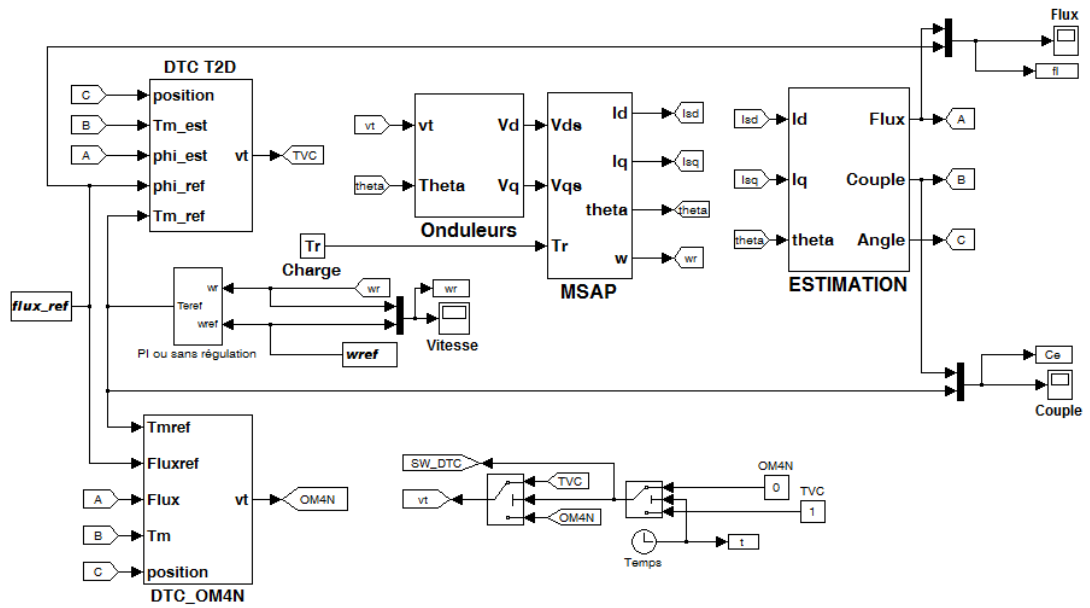 Flux
fl
DTC T2D
C
position
B
Tm_est
A
phi_est
vt
TVC
phi_ref
Tm_ref
vt
vt
Vd
theta
Theta
Vq
Onduleurs
Tr
Charge
Vds
Id
Isd
Vqs
Iq
Isq
theta
theta
Tr
w
wr
MSAP
Isd
Id
Flux
A
Isq
Iq
Couple
B
theta
theta
Angle
C
ESTIMATION
flux_ref
wr
Teref
wref
PI ou sans régulation
wr
wr
Vitesse
wref
Ce
Couple
Tmref
Fluxref
A
Flux
vt
OM4N
B
Tm
C
position
DTC_OM4N
SW_DTC
TVC
vt
OM4N
OM4N
0
TVC
1
Temps
t